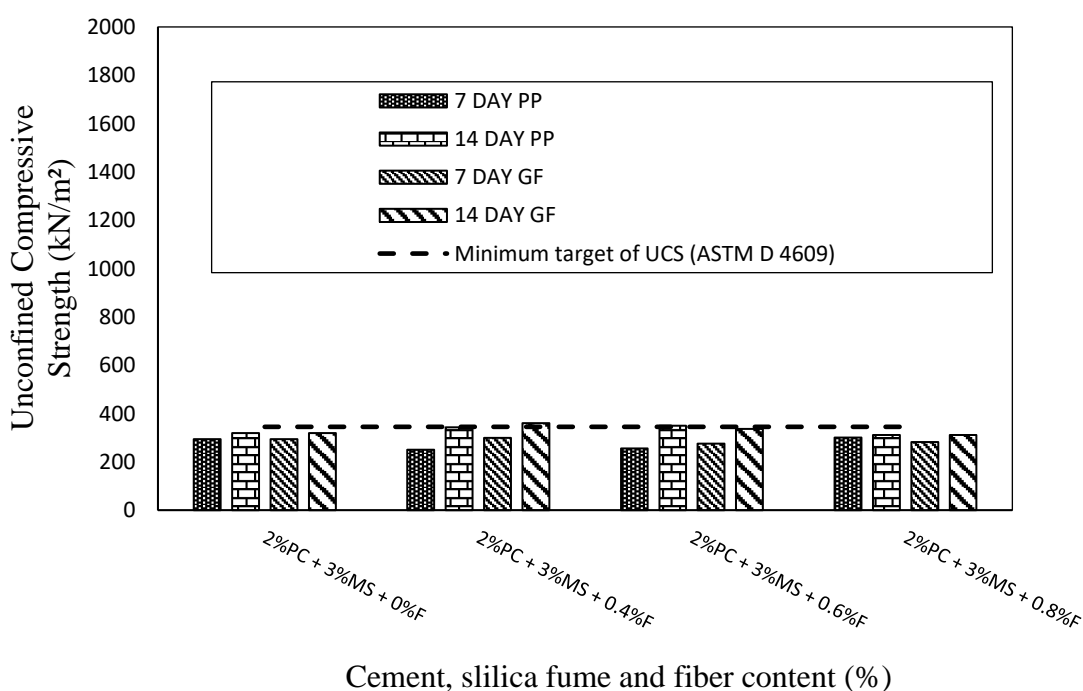 Unconfined Compressive
Strength (kN/m²)
2000
1800
1600
1400
1200
1000
800
600
400
200
0
7 DAY PP
14 DAY PP
7 DAY GF
14 DAY GF
Minimum target of UCS (ASTM D 4609)
2%PC + 3%MS + 0%F
2%PC + 3%MS + 0.4%F
2%PC + 3%MS + 0.6%F
2%PC + 3%MS + 0.8%F
Cement, slilica fume and fiber content (%)